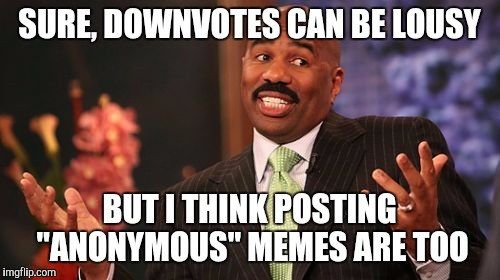 SURE, DOWNVOTES CAN BE LOUSY
BUT I THINK POSTING
"ANONYMOUS" MEMES ARE TOO
imgflip.com